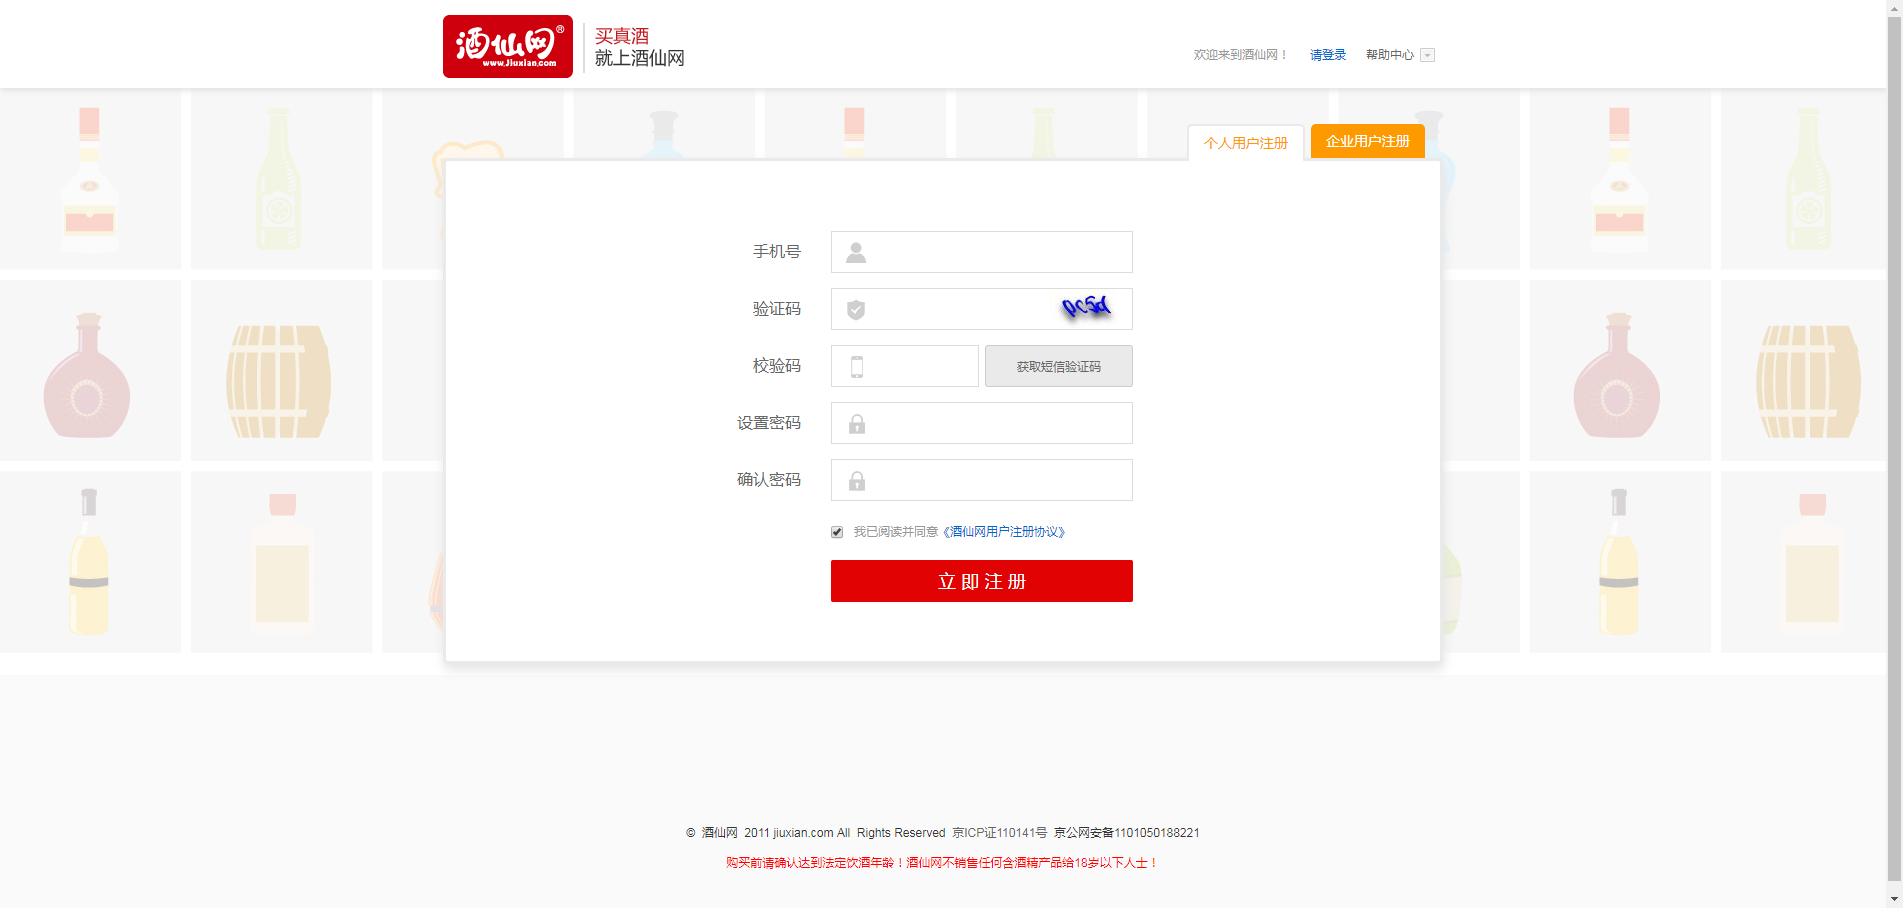 酒仙网®
www.Jiuxian.com
买真酒
就上酒仙网
欢迎来到酒仙网！ 请登录 帮助中心
个人用户注册 企业用户注册
手机号
验证码
校验码 获取短信验证码
设置密码
确认密码
我已阅读并同意《酒仙网用户注册协议》
立即注册
© 酒仙网 2011 jiuxian.com All Rights Reserved 京ICP证110141号 京公网安备1101050188221
购买前请确认达到法定饮酒年龄！酒仙网不销售任何含酒精产品给18岁以下人士！